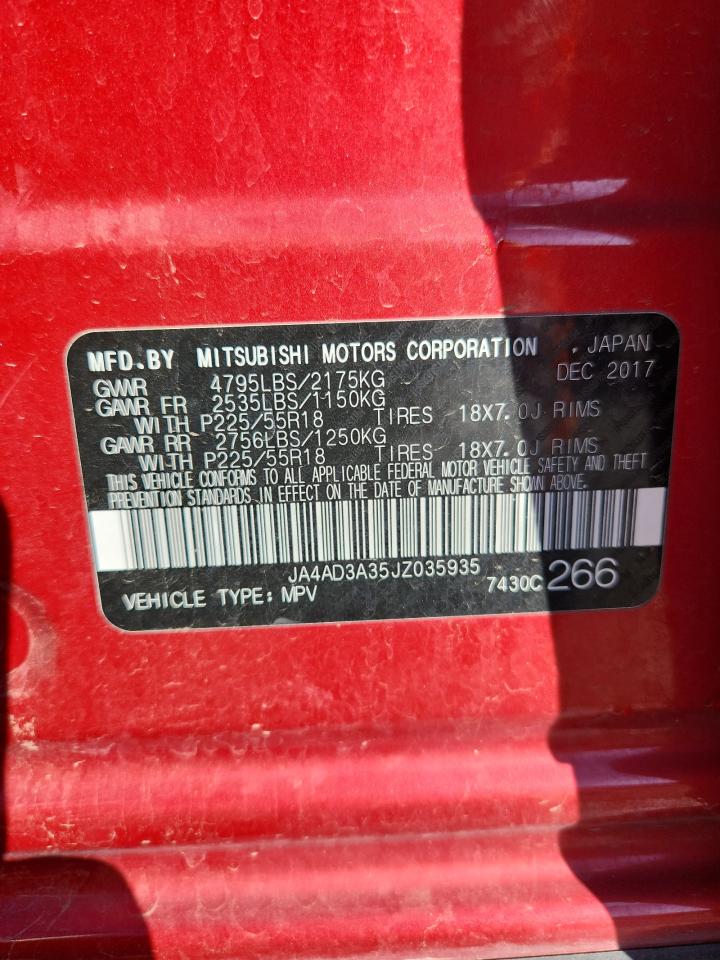 MFD.BY MITSUBISHI MOTORS CORPORATION , JAPAN
GVWR 4795LBS/2175KG DEC 2017
GAWR FR 2535LBS/1150KG
WITH P225/55R18 TIRES 18X7.0J RIMS
GAWR RR 2756LBS/1250KG
WITH P225/55R18 TIRES 18X7.0J RIMS
THIS VEHICLE CONFORMS TO ALL APPLICABLE FEDERAL MOTOR VEHICLE SAFETY AND THEFT
PREVENTION STANDARDS IN EFFECT ON THE DATE OF MANUFACTURE SHOWN ABOVE.
JA4AD3A35JZ035935
VEHICLE TYPE: MPV 7430C 266